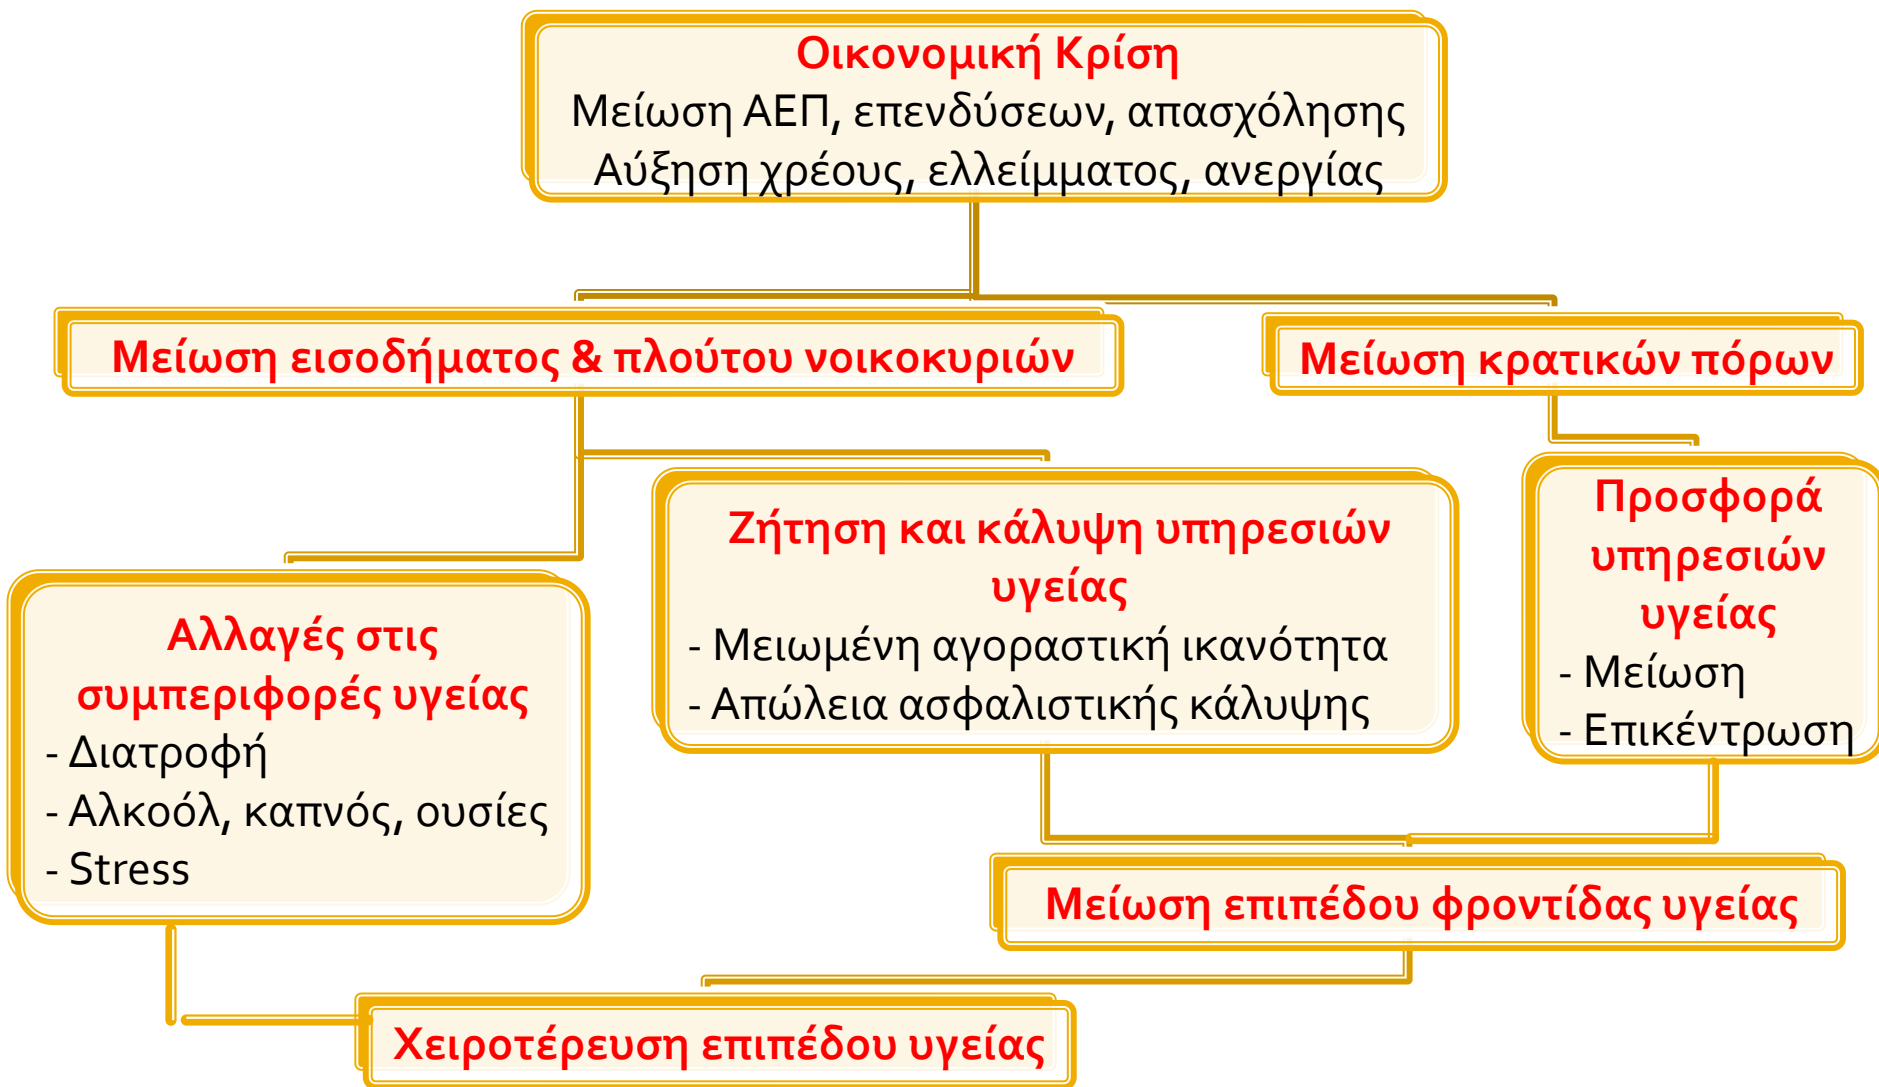 Οικονομική Κρίση
Μείωση ΑΕΠ, επενδύσεων, απασχόλησης
Αύξηση χρέους, ελλείμματος, ανεργίας
Μείωση εισοδήματος & πλούτου νοικοκυριών
Μείωση κρατικών πόρων
Ζήτηση και κάλυψη υπηρεσιών
υγείας
- Μειωμένη αγοραστική ικανότητα
- Απώλεια ασφαλιστικής κάλυψης
Προσφορά
υπηρεσιών
υγείας
- Μείωση
- Επικέντρωση
Αλλαγές στις
συμπεριφορές υγείας
- Διατροφή
- Αλκοόλ, καπνός, ουσίες
- Stress
Μείωση επιπέδου φροντίδας υγείας
Χειροτέρευση επιπέδου υγείας